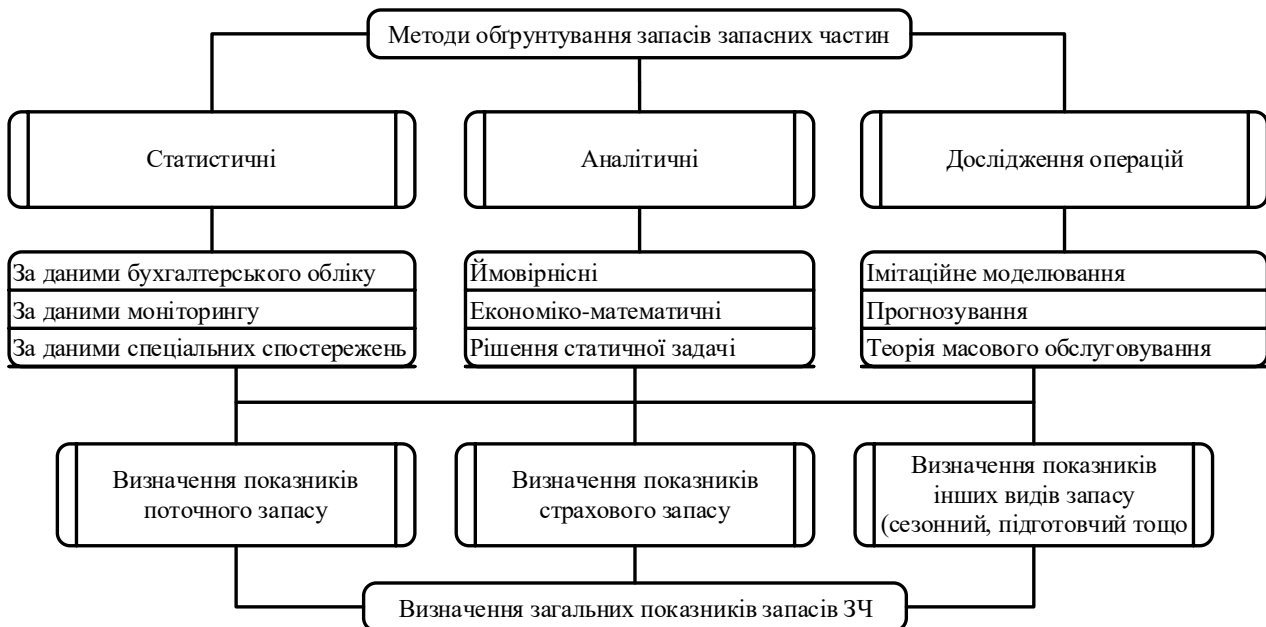 Методи обґрунтування запасів запасних частин
Статистичні
Аналітичні
Дослідження операцій
За даними бухгалтерського обліку
За даними моніторингу
За даними спеціальних спостережень
Ймовірнісні
Економіко-математичні
Рішення статичної задачі
Імітаційне моделювання
Прогнозування
Теорія масового обслуговування
Визначення показників
поточного запасу
Визначення показників
страхового запасу
Визначення показників
інших видів запасу
(сезонний, підготовчий тощо
Визначення загальних показників запасів ЗЧ